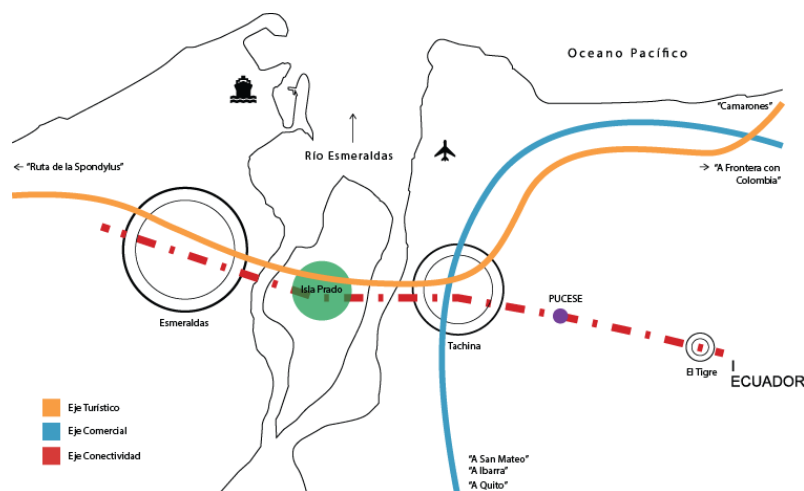 Oceano Pacífico
"Camarones"
Río Esmeraldas
← "Ruta de la Spondylus"
→ "A Frontera con
Colombia"
Isla Prado
PUCESE
Esmeraldas
Tachina
El Tigre
I
ECUADOR
Eje Turístico
Eje Comercial
Eje Conectividad
"A San Mateo"
"A Ibarra"
"A Quito"